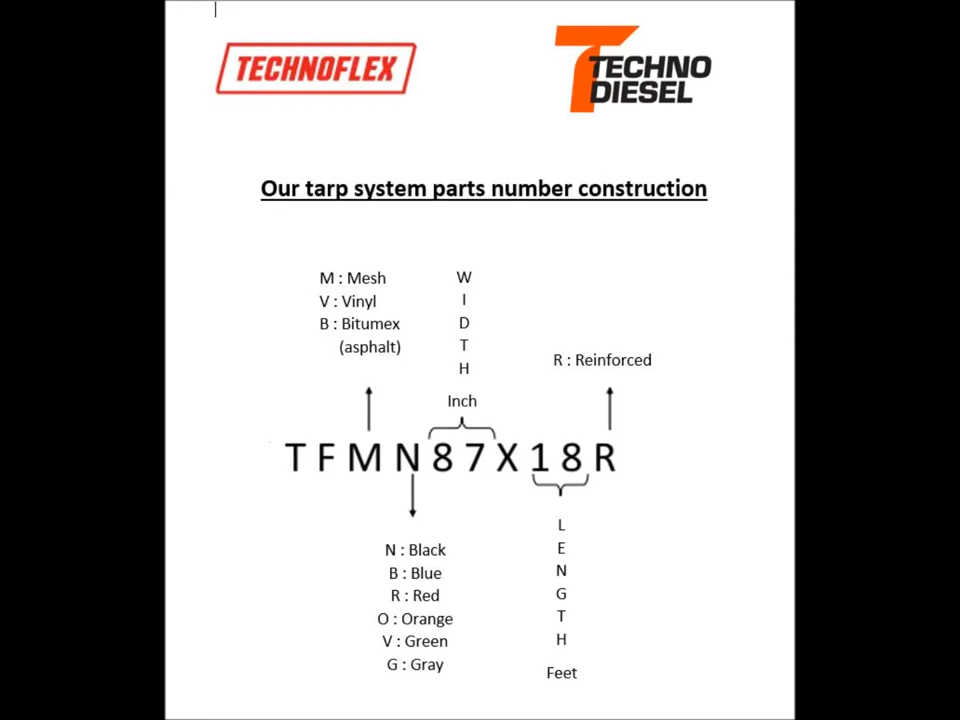 TECHNOFLEX
TECHNO
DIESEL
Our tarp system parts number construction
M : Mesh
V : Vinyl
B : Bitumex
(asphalt)
W
I
D
T
H
Inch
R : Reinforced
TFMN87X18R
N : Black
B : Blue
R : Red
O : Orange
V : Green
G : Gray
L
E
N
G
T
H
Feet